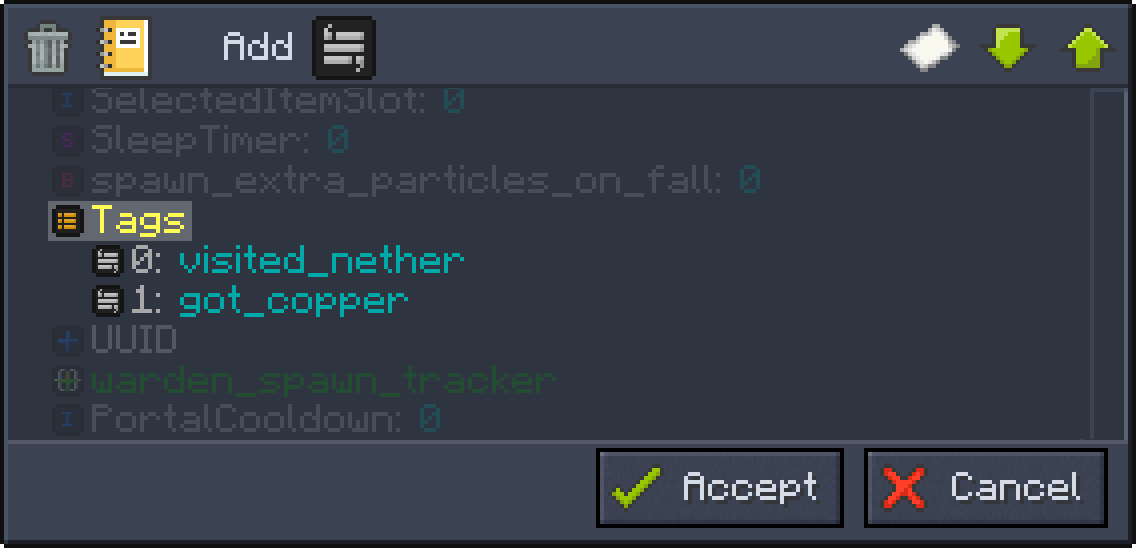 Add
SelectedItemSlot: 0
SleepTimer: 0
spawn_extra_particles_on_fall: 0
Tags
0: visited_nether
1: got_copper
UUID
warden_spawn_tracker
PortalCooldown: 0
Accept
Cancel